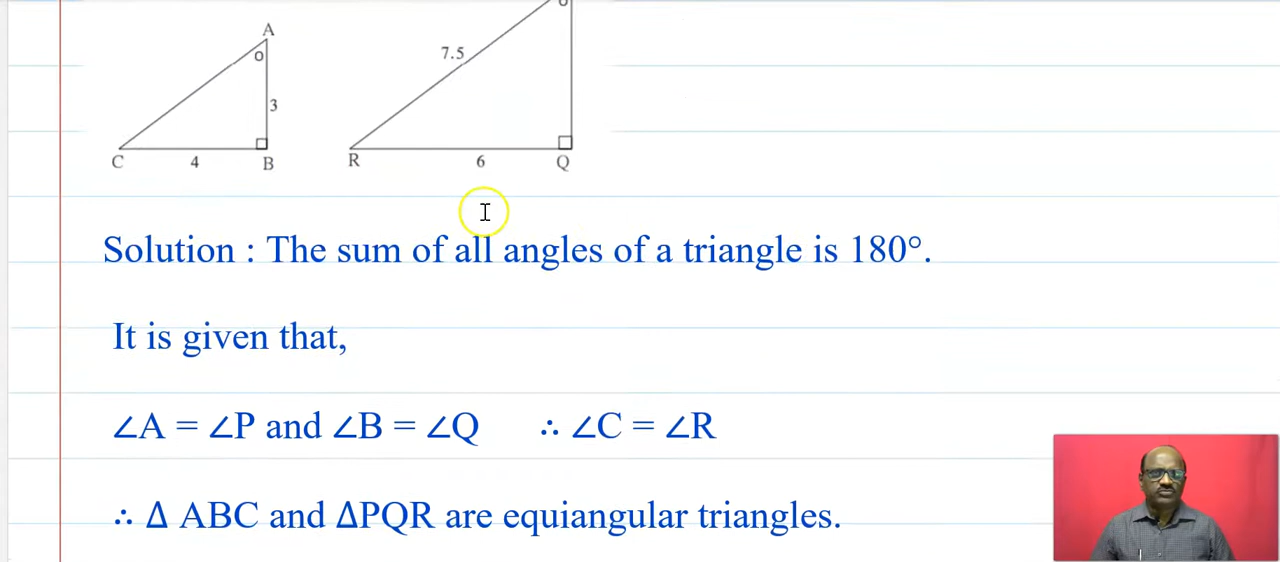 A
3
C 4 B
7.5
R 6 Q
Solution : The sum of all angles of a triangle is 180°.
It is given that,
∠A = ∠P and ∠B = ∠Q ∴ ∠C = ∠R
∴ Δ ABC and ΔPQR are equiangular triangles.